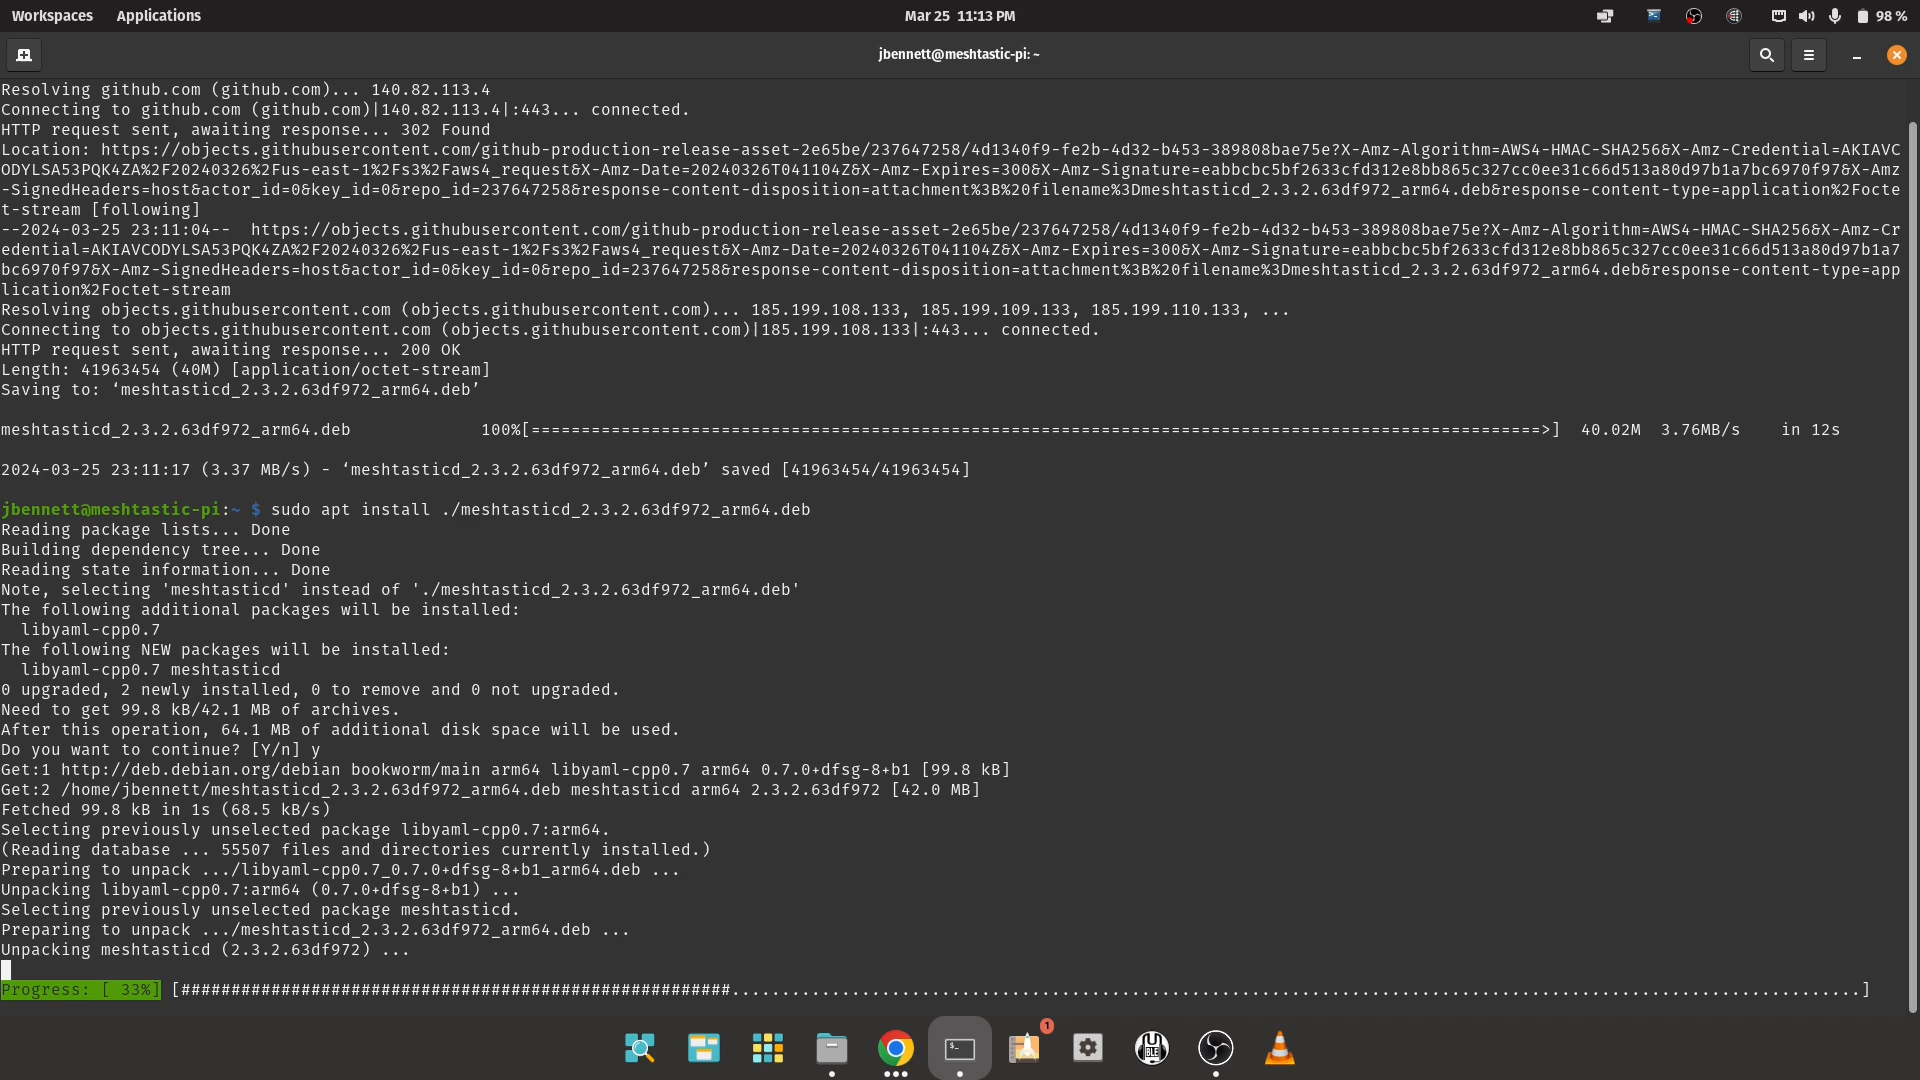 Workspaces Applications Mar 25 11:13 PM 98 %
jbennett@meshtastic-pi: ~
Resolving github.com (github.com)... 140.82.113.4
Connecting to github.com (github.com)|140.82.113.4|:443... connected.
HTTP request sent, awaiting response... 302 Found
Location: https://objects.githubusercontent.com/github-production-release-asset-2e65be/237647258/4d1340f9-fe2b-4d32-b453-389808bae75e?X-Amz-Algorithm=AWS4-HMAC-SHA256&X-Amz-Credential=AKIAVC
ODYLSA53PQK4ZA%2F20240326%2Fus-east-1%2Fs3%2Faws4_request&X-Amz-Date=20240326T041104Z&X-Amz-Expires=300&X-Amz-Signature=eabbcbc5bf2633cfd312e8bb865c327cc0ee31c66d513a80d97b1a7bc6970f97&X-Amz
-SignedHeaders=host&actor_id=0&key_id=0&repo_id=237647258&response-content-disposition=attachment%3B%20filename%3Dmeshtasticd_2.3.2.63df972_arm64.deb&response-content-type=application%2Focte
t-stream [following]
--2024-03-25 23:11:04--  https://objects.githubusercontent.com/github-production-release-asset-2e65be/237647258/4d1340f9-fe2b-4d32-b453-389808bae75e?X-Amz-Algorithm=AWS4-HMAC-SHA256&X-Amz-Cr
edential=AKIAVCODYLSA53PQK4ZA%2F20240326%2Fus-east-1%2Fs3%2Faws4_request&X-Amz-Date=20240326T041104Z&X-Amz-Expires=300&X-Amz-Signature=eabbcbc5bf2633cfd312e8bb865c327cc0ee31c66d513a80d97b1a7
bc6970f97&X-Amz-SignedHeaders=host&actor_id=0&key_id=0&repo_id=237647258&response-content-disposition=attachment%3B%20filename%3Dmeshtasticd_2.3.2.63df972_arm64.deb&response-content-type=app
lication%2Foctet-stream
Resolving objects.githubusercontent.com (objects.githubusercontent.com)... 185.199.108.133, 185.199.109.133, 185.199.110.133, ...
Connecting to objects.githubusercontent.com (objects.githubusercontent.com)|185.199.108.133|:443... connected.
HTTP request sent, awaiting response... 200 OK
Length: 41963454 (40M) [application/octet-stream]
Saving to: ‘meshtasticd_2.3.2.63df972_arm64.deb’
meshtasticd_2.3.2.63df972_arm64.deb 100%[=====================================================================================================>] 40.02M 3.76MB/s in 12s
2024-03-25 23:11:17 (3.37 MB/s) - ‘meshtasticd_2.3.2.63df972_arm64.deb’ saved [41963454/41963454]
jbennett@meshtastic-pi:~ $ sudo apt install ./meshtasticd_2.3.2.63df972_arm64.deb
Reading package lists... Done
Building dependency tree... Done
Reading state information... Done
Note, selecting 'meshtasticd' instead of './meshtasticd_2.3.2.63df972_arm64.deb'
The following additional packages will be installed:
  libyaml-cpp0.7
The following NEW packages will be installed:
  libyaml-cpp0.7 meshtasticd
0 upgraded, 2 newly installed, 0 to remove and 0 not upgraded.
Need to get 99.8 kB/42.1 MB of archives.
After this operation, 64.1 MB of additional disk space will be used.
Do you want to continue? [Y/n] y
Get:1 http://deb.debian.org/debian bookworm/main arm64 libyaml-cpp0.7 arm64 0.7.0+dfsg-8+b1 [99.8 kB]
Get:2 /home/jbennett/meshtasticd_2.3.2.63df972_arm64.deb meshtasticd arm64 2.3.2.63df972 [42.0 MB]
Fetched 99.8 kB in 1s (68.5 kB/s)
Selecting previously unselected package libyaml-cpp0.7:arm64.
(Reading database ... 55507 files and directories currently installed.)
Preparing to unpack .../libyaml-cpp0.7_0.7.0+dfsg-8+b1_arm64.deb ...
Unpacking libyaml-cpp0.7:arm64 (0.7.0+dfsg-8+b1) ...
Selecting previously unselected package meshtasticd.
Preparing to unpack .../meshtasticd_2.3.2.63df972_arm64.deb ...
Unpacking meshtasticd (2.3.2.63df972) ...
Progress: [ 33%] [#######################################################.................................................................................................................]
1
BLE